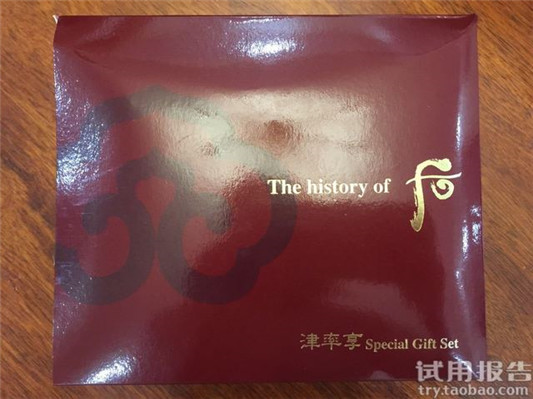 The history of 后
津率享 Special Gift Set
试用报告
try.taobao.com